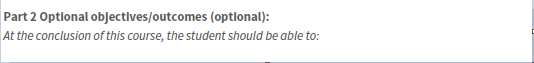 Part 2 Optional objectives/outcomes (optional):
At the conclusion of this course, the student should be able to: